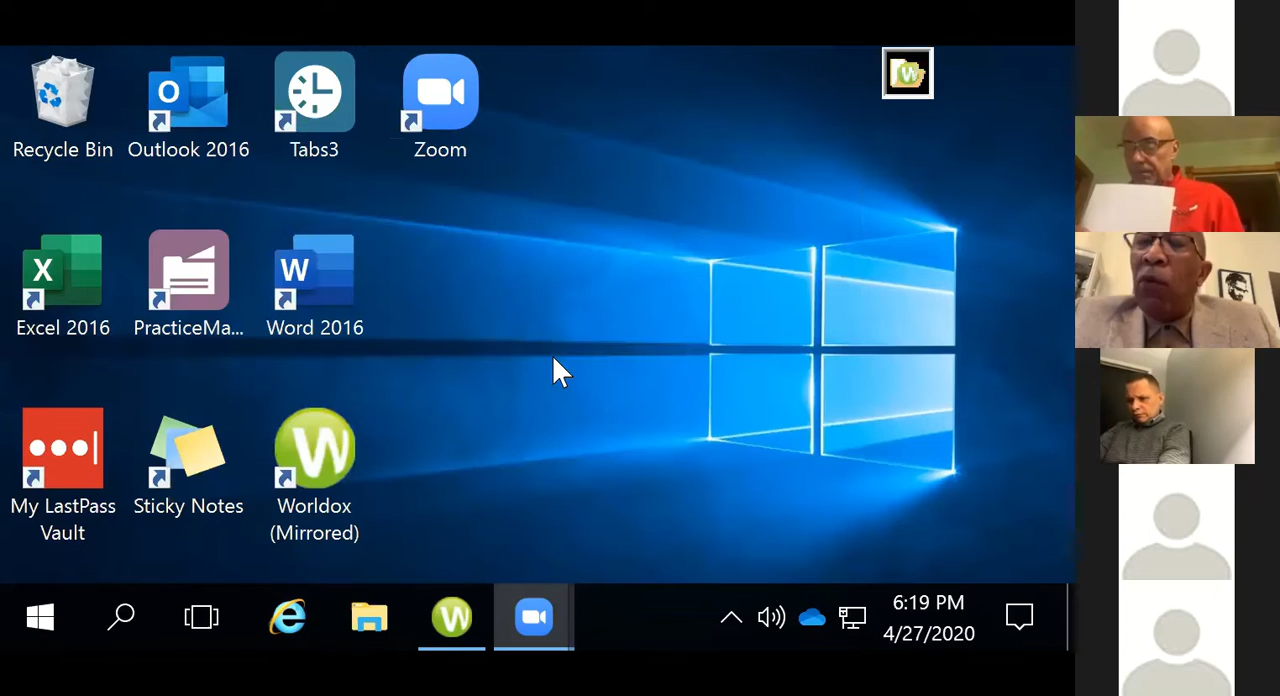 Recycle Bin
Outlook 2016
Tabs3
Zoom
Excel 2016
PracticeMa...
Word 2016
My LastPass
Vault
Sticky Notes
Worldox
(Mirrored)
6:19 PM
4/27/2020